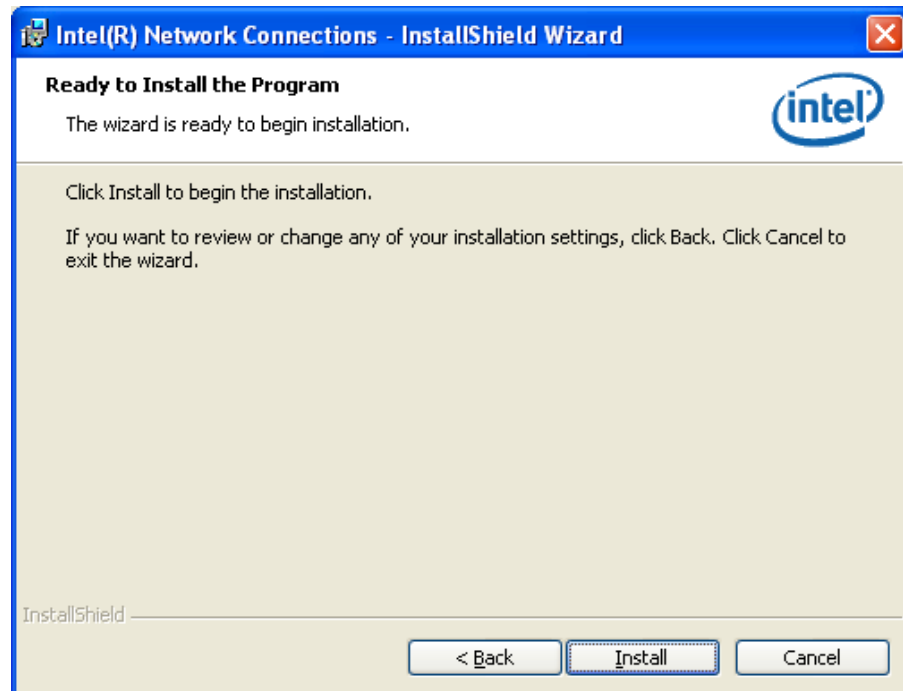 Intel(R) Network Connections - InstallShield Wizard
Ready to Install the Program
The wizard is ready to begin installation.
intel
Click Install to begin the installation.
If you want to review or change any of your installation settings, click Back. Click Cancel to
exit the wizard.
InstallShield
< Back
Install
Cancel